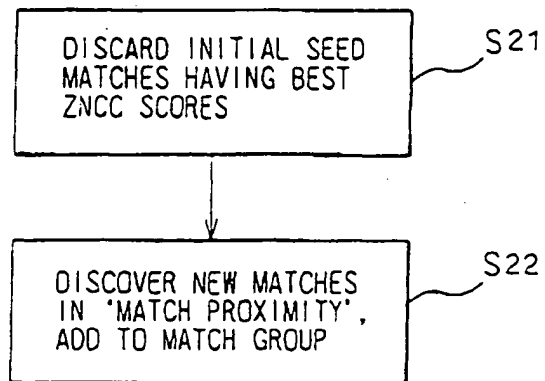 DISCARD INITIAL SEED
MATCHES HAVING BEST
ZNCC SCORES
S21
DISCOVER NEW MATCHES
IN 'MATCH PROXIMITY',
ADD TO MATCH GROUP
S22